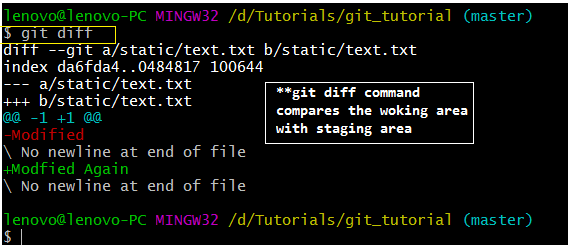 lenovo@lenovo-PC MINGW32 /d/Tutorials/git_tutorial (master)
$ git diff
diff --git a/static/text.txt b/static/text.txt
index da6fda4..0484817 100644
--- a/static/text.txt
+++ b/static/text.txt
@@ -1 +1 @@
-Modified
\ No newline at end of file
+Modfied Again
\ No newline at end of file
**git diff command
compares the woking area
with staging area
lenovo@lenovo-PC MINGW32 /d/Tutorials/git_tutorial (master)
$